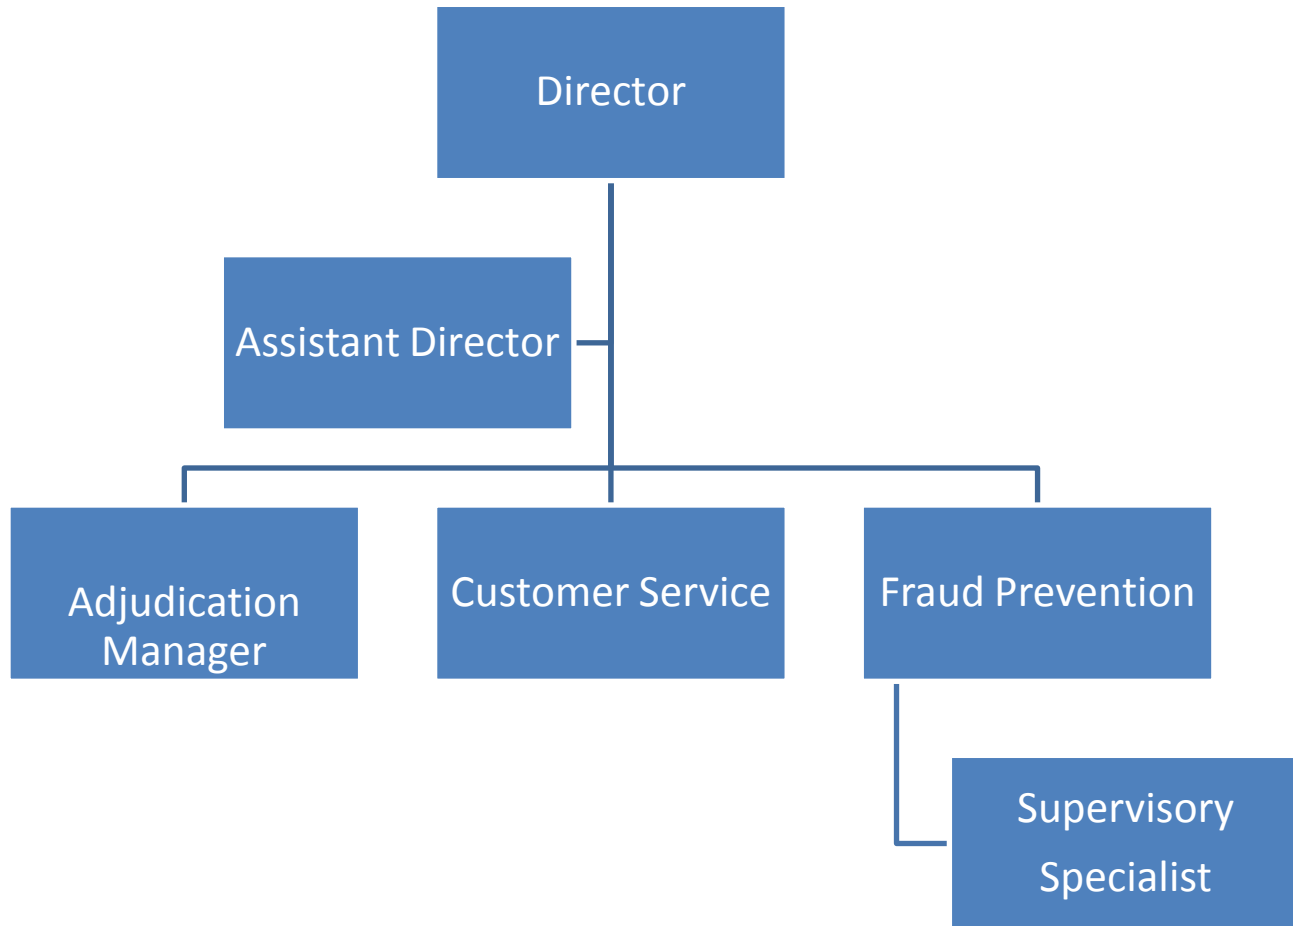 Director
Assistant Director
Adjudication
Manager
Customer Service
Fraud Prevention
Supervisory
Specialist